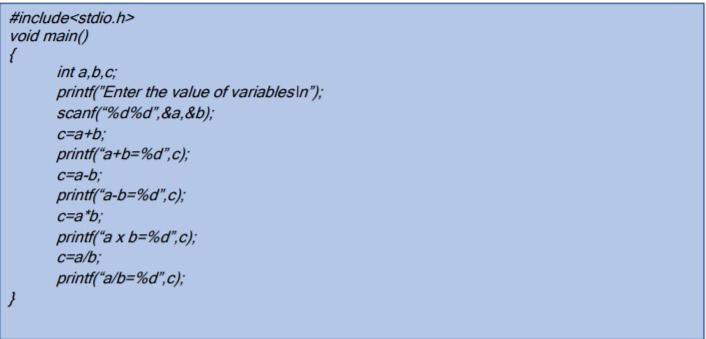 #include<stdio.h>
void main()
{
int a,b,c;
printf(”Enter the value of variables\n”);
scanf(“%d%d”,&a,&b);
c=a+b;
printf(“a+b=%d”,c);
c=a-b;
printf(“a-b=%d”,c);
c=a*b;
printf(“a x b=%d”,c);
c=a/b;
printf(“a/b=%d”,c);
}